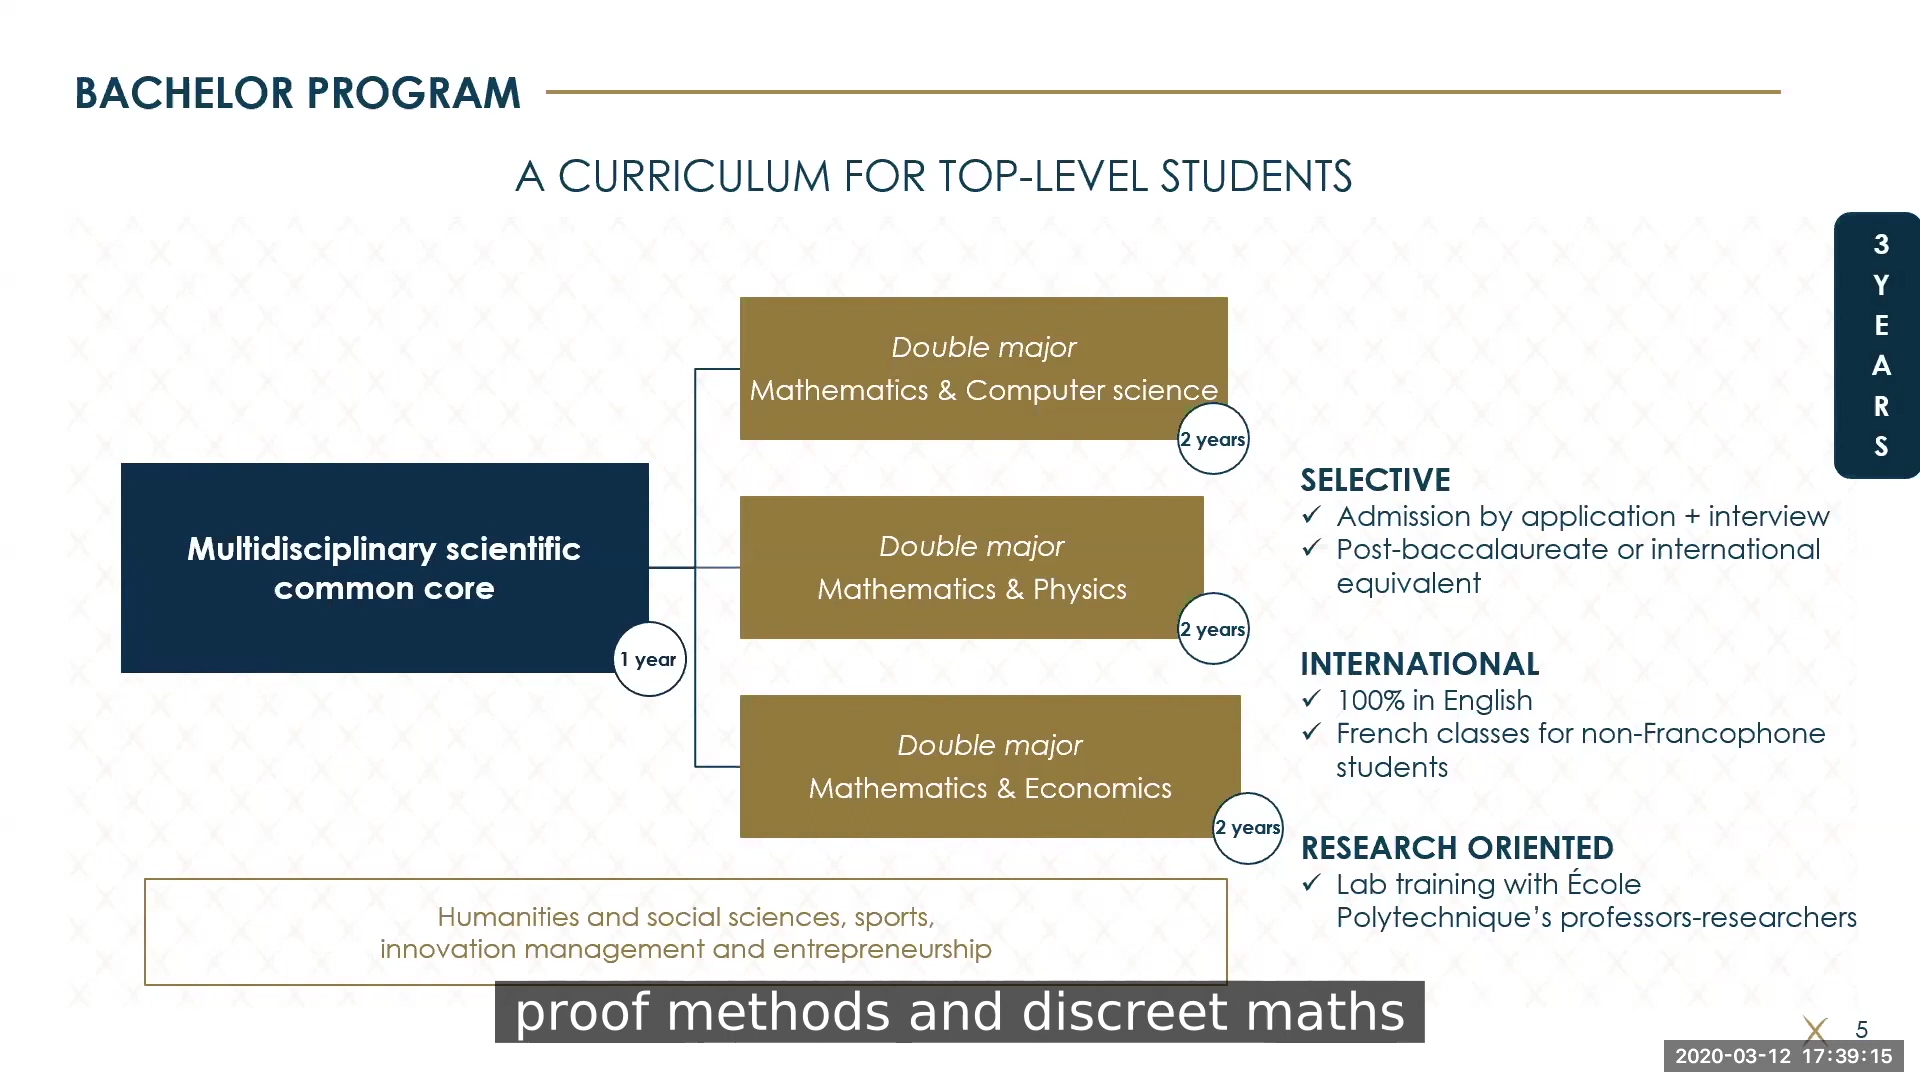 BACHELOR PROGRAM
A CURRICULUM FOR TOP-LEVEL STUDENTS
3
Y
E
A
R
S
Double major
Mathematics & Computer science
2 years
Multidisciplinary scientific
common core
1 year
Double major
Mathematics & Physics
2 years
Double major
Mathematics & Economics
2 years
SELECTIVE
✓ Admission by application + interview
✓ Post-baccalaureate or international
equivalent
INTERNATIONAL
✓ 100% in English
✓ French classes for non-Francophone
students
RESEARCH ORIENTED
✓ Lab training with École
Polytechnique’s professors-researchers
Humanities and social sciences, sports,
innovation management and entrepreneurship
proof methods and discreet maths
5
2020-03-12 17:39:15